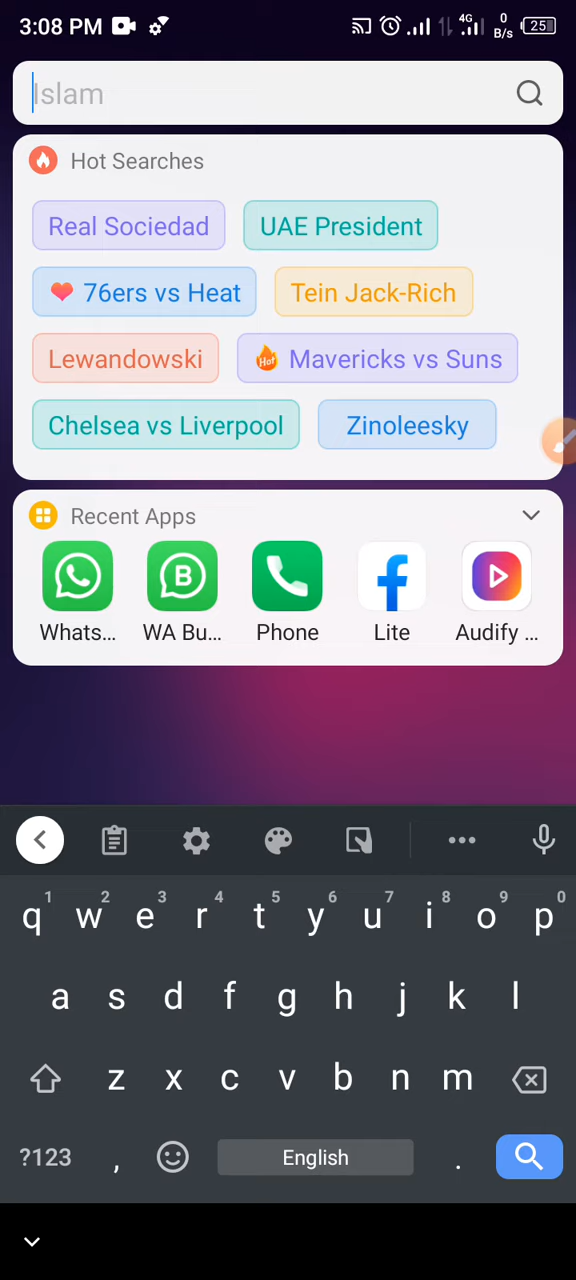 3:08 PM 4G 0 B/s 25
Islam
Hot Searches
Real Sociedad UAE President
76ers vs Heat Tein Jack-Rich
Lewandowski Hot Mavericks vs Suns
Chelsea vs Liverpool Zinoleesky
Recent Apps
Whats... WA Bu... Phone Lite Audify ...
1 2 3 4 5 6 7 8 9 0
q w e r t y u i o p
a s d f g h j k l
z x c v b n m
?123 , English .